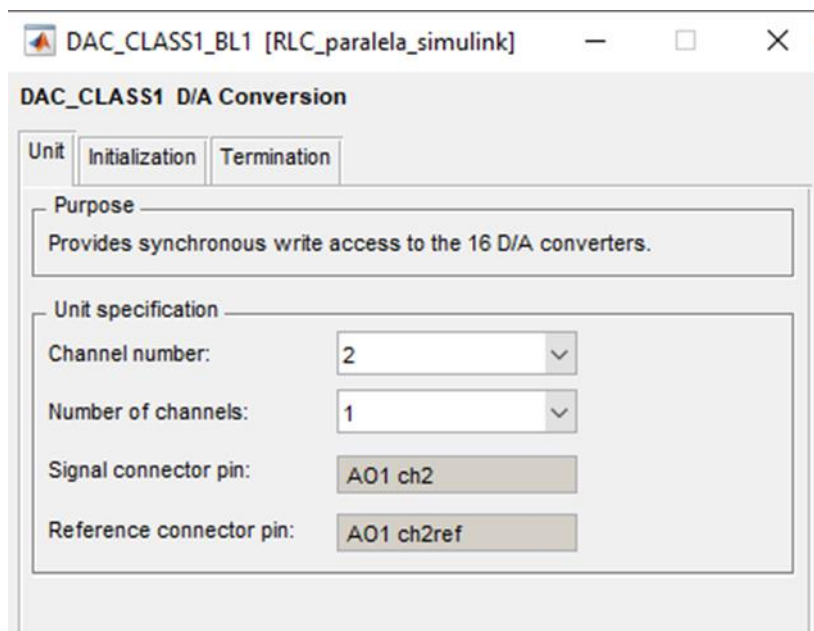 DAC_CLASS1_BL1 [RLC_paralela_simulink]
DAC_CLASS1 D/A Conversion
Unit Initialization Termination
Purpose
Provides synchronous write access to the 16 D/A converters.
Unit specification
Channel number: 2
Number of channels: 1
Signal connector pin: AO1 ch2
Reference connector pin: AO1 ch2ref